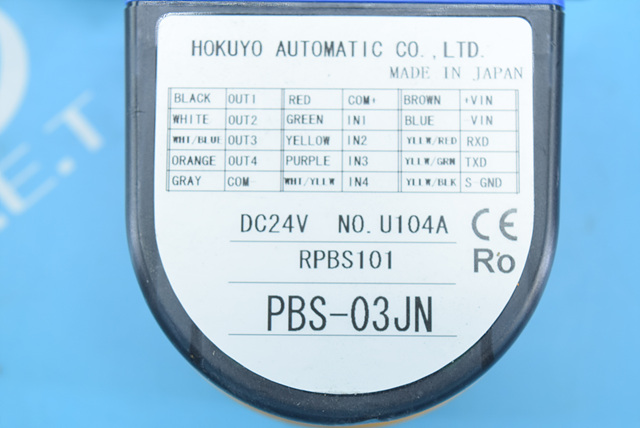 HOKUYO AUTOMATIC CO.,LTD.
MADE IN JAPAN
BLACK OUT1 RED COM+ BROWN +VIN
WHITE OUT2 GREEN IN1 BLUE -VIN
WHT/BLUE OUT3 YELLOW IN2 YLLW/RED RXD
ORANGE OUT4 PURPLE IN3 YLLW/GRN TXD
GRAY COM- WHT/YLLW IN4 YLLW/BLK S GND
DC24V NO. U104A CE
RPBS101 Ro
PBS-03JN